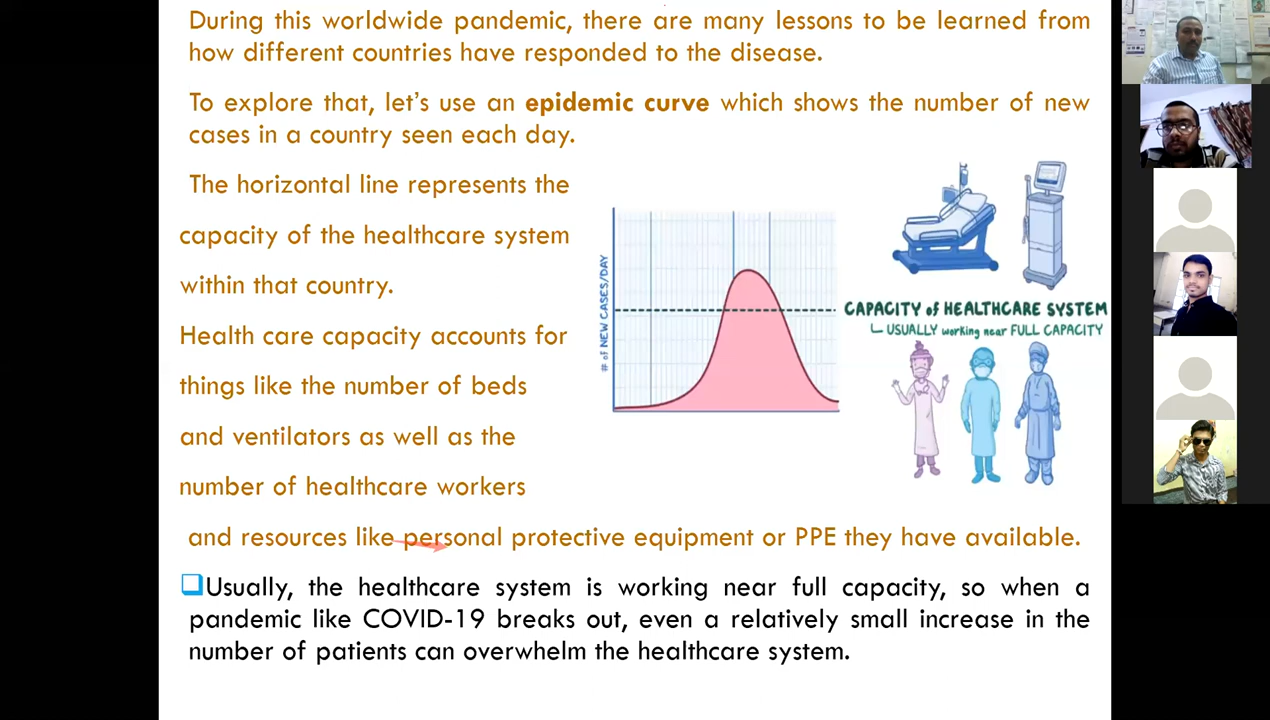 During this worldwide pandemic, there are many lessons to be learned from
how different countries have responded to the disease.
To explore that, let's use an epidemic curve which shows the number of new
cases in a country seen each day.
The horizontal line represents the
capacity of the healthcare system
within that country.
Health care capacity accounts for
things like the number of beds
and ventilators as well as the
number of healthcare workers
and resources like personal protective equipment or PPE they have available.
# of NEW CASES/DAY
CAPACITY of HEALTHCARE SYSTEM
USUALLY working near FULL CAPACITY
Usually, the healthcare system is working near full capacity, so when a
pandemic like COVID-19 breaks out, even a relatively small increase in the
number of patients can overwhelm the healthcare system.